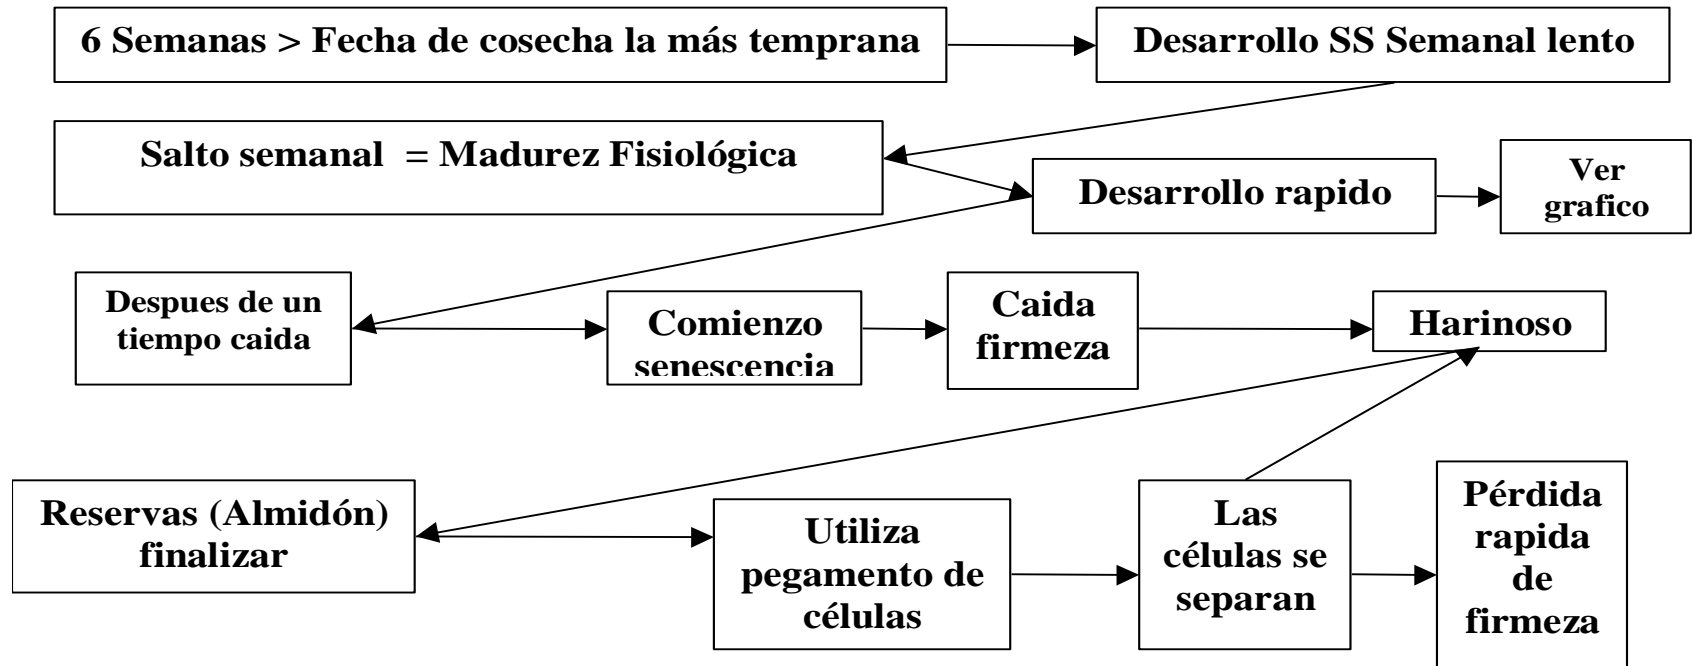 6 Semanas > Fecha de cosecha la más temprana
Desarrollo SS Semanal lento
Salto semanal = Madurez Fisiológica
Desarrollo rapido
Ver
grafico
Despues de un
tiempo caida
Comienzo
senescencia
Caida
firmeza
Harinoso
Reservas (Almidón)
finalizar
Utiliza
pegamento de
células
Las
células se
separan
Pérdida
rapida
de
firmeza